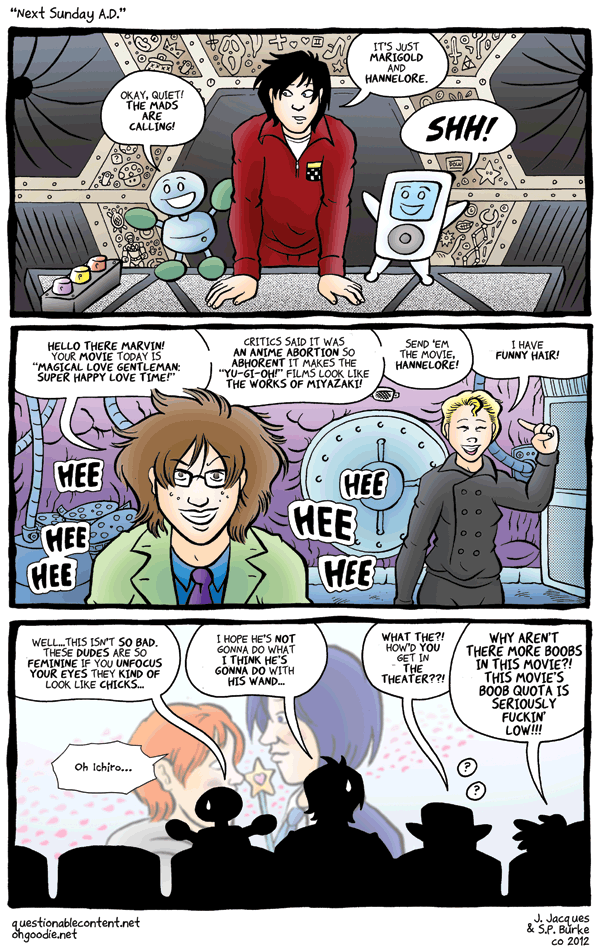 "Next Sunday A.D."
OKAY, QUIET!
THE MADS
ARE
CALLING!
IT'S JUST
MARIGOLD
AND
HANNELORE.
SHH!
HELLO THERE MARVIN!
YOUR MOVIE TODAY IS
"MAGICAL LOVE GENTLEMAN:
SUPER HAPPY LOVE TIME!"
CRITICS SAID IT WAS
AN ANIME ABORTION SO
ABHORENT IT MAKES THE
"YU-GI-OH!" FILMS LOOK LIKE
THE WORKS OF MIYAZAKI!
SEND 'EM
THE MOVIE,
HANNELORE!
I HAVE
FUNNY HAIR!
HEE
HEE
HEE
HEE
HEE
HEE
WELL...THIS ISN'T SO BAD.
THESE DUDES ARE SO
FEMININE IF YOU UNFOCUS
YOUR EYES THEY KIND OF
LOOK LIKE CHICKS...
I HOPE HE'S NOT
GONNA DO WHAT
I THINK HE'S
GONNA DO WITH
HIS WAND...
WHAT THE?!
HOW'D YOU
GET IN
THE
THEATER??!
WHY AREN'T
THERE MORE BOOBS
IN THIS MOVIE?!
THIS MOVIE'S
BOOB QUOTA IS
SERIOUSLY
FUCKIN'
LOW!!!
Oh Ichiro...
?
?
questionablecontent.net
ohgoodie.net
J. Jacques
& S.P. Burke
co 2012